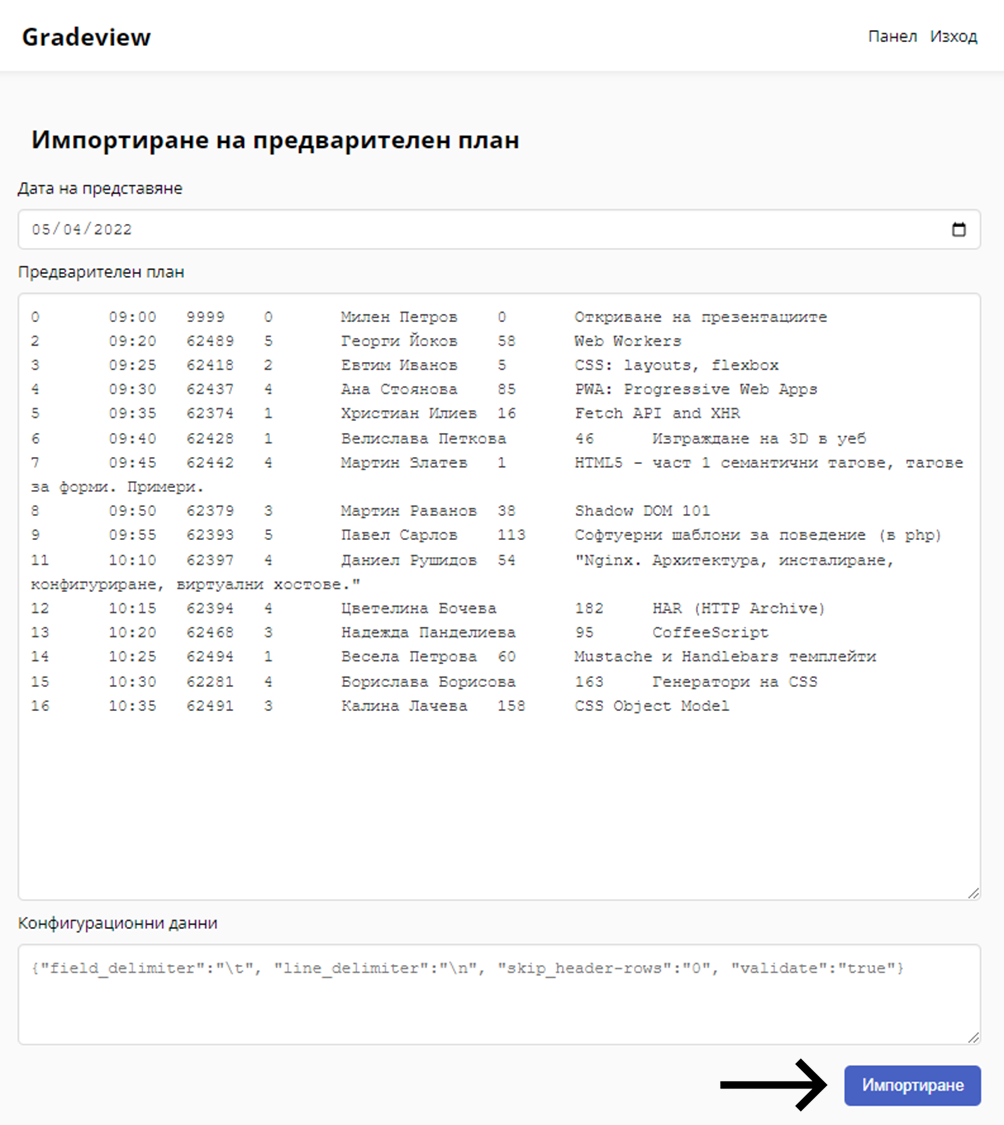 Gradeview
Панел Изход
Импортиране на предварителен план
Дата на представяне
05/04/2022
Предварителен план
0 09:00 9999 0 Милен Петров 0 Откриване на презентациите
2 09:20 62489 5 Георги Йоков 58 Web Workers
3 09:25 62418 2 Евтим Иванов 5 CSS: layouts, flexbox
4 09:30 62437 4 Ана Стоянова 85 PWA: Progressive Web Apps
5 09:35 62374 1 Христиан Илиев 16 Fetch API and XHR
6 09:40 62428 1 Велислава Петкова 46 Изграждане на 3D в уеб
7 09:45 62442 4 Мартин Златев 1 HTML5 - част 1 семантични тагове, тагове
за форми. Примери.
8 09:50 62379 3 Мартин Раванов 38 Shadow DOM 101
9 09:55 62393 5 Павел Сарлов 113 Софтуерни шаблони за поведение (в php)
11 10:10 62397 4 Даниел Рушидов 54 "Nginx. Архитектура, инсталиране,
конфигуриране, виртуални хостове."
12 10:15 62394 4 Цветелина Бочева 182 HAR (HTTP Archive)
13 10:20 62468 3 Надежда Панделиева 95 CoffeeScript
14 10:25 62494 1 Весела Петрова 60 Mustache и Handlebars темплейти
15 10:30 62281 4 Борислава Борисова 163 Генератори на CSS
16 10:35 62491 3 Калина Лачева 158 CSS Object Model
Конфигурационни данни
{"field_delimiter":"\t", "line_delimiter":"\n", "skip_header-rows":"0", "validate":"true"}
Импортиране